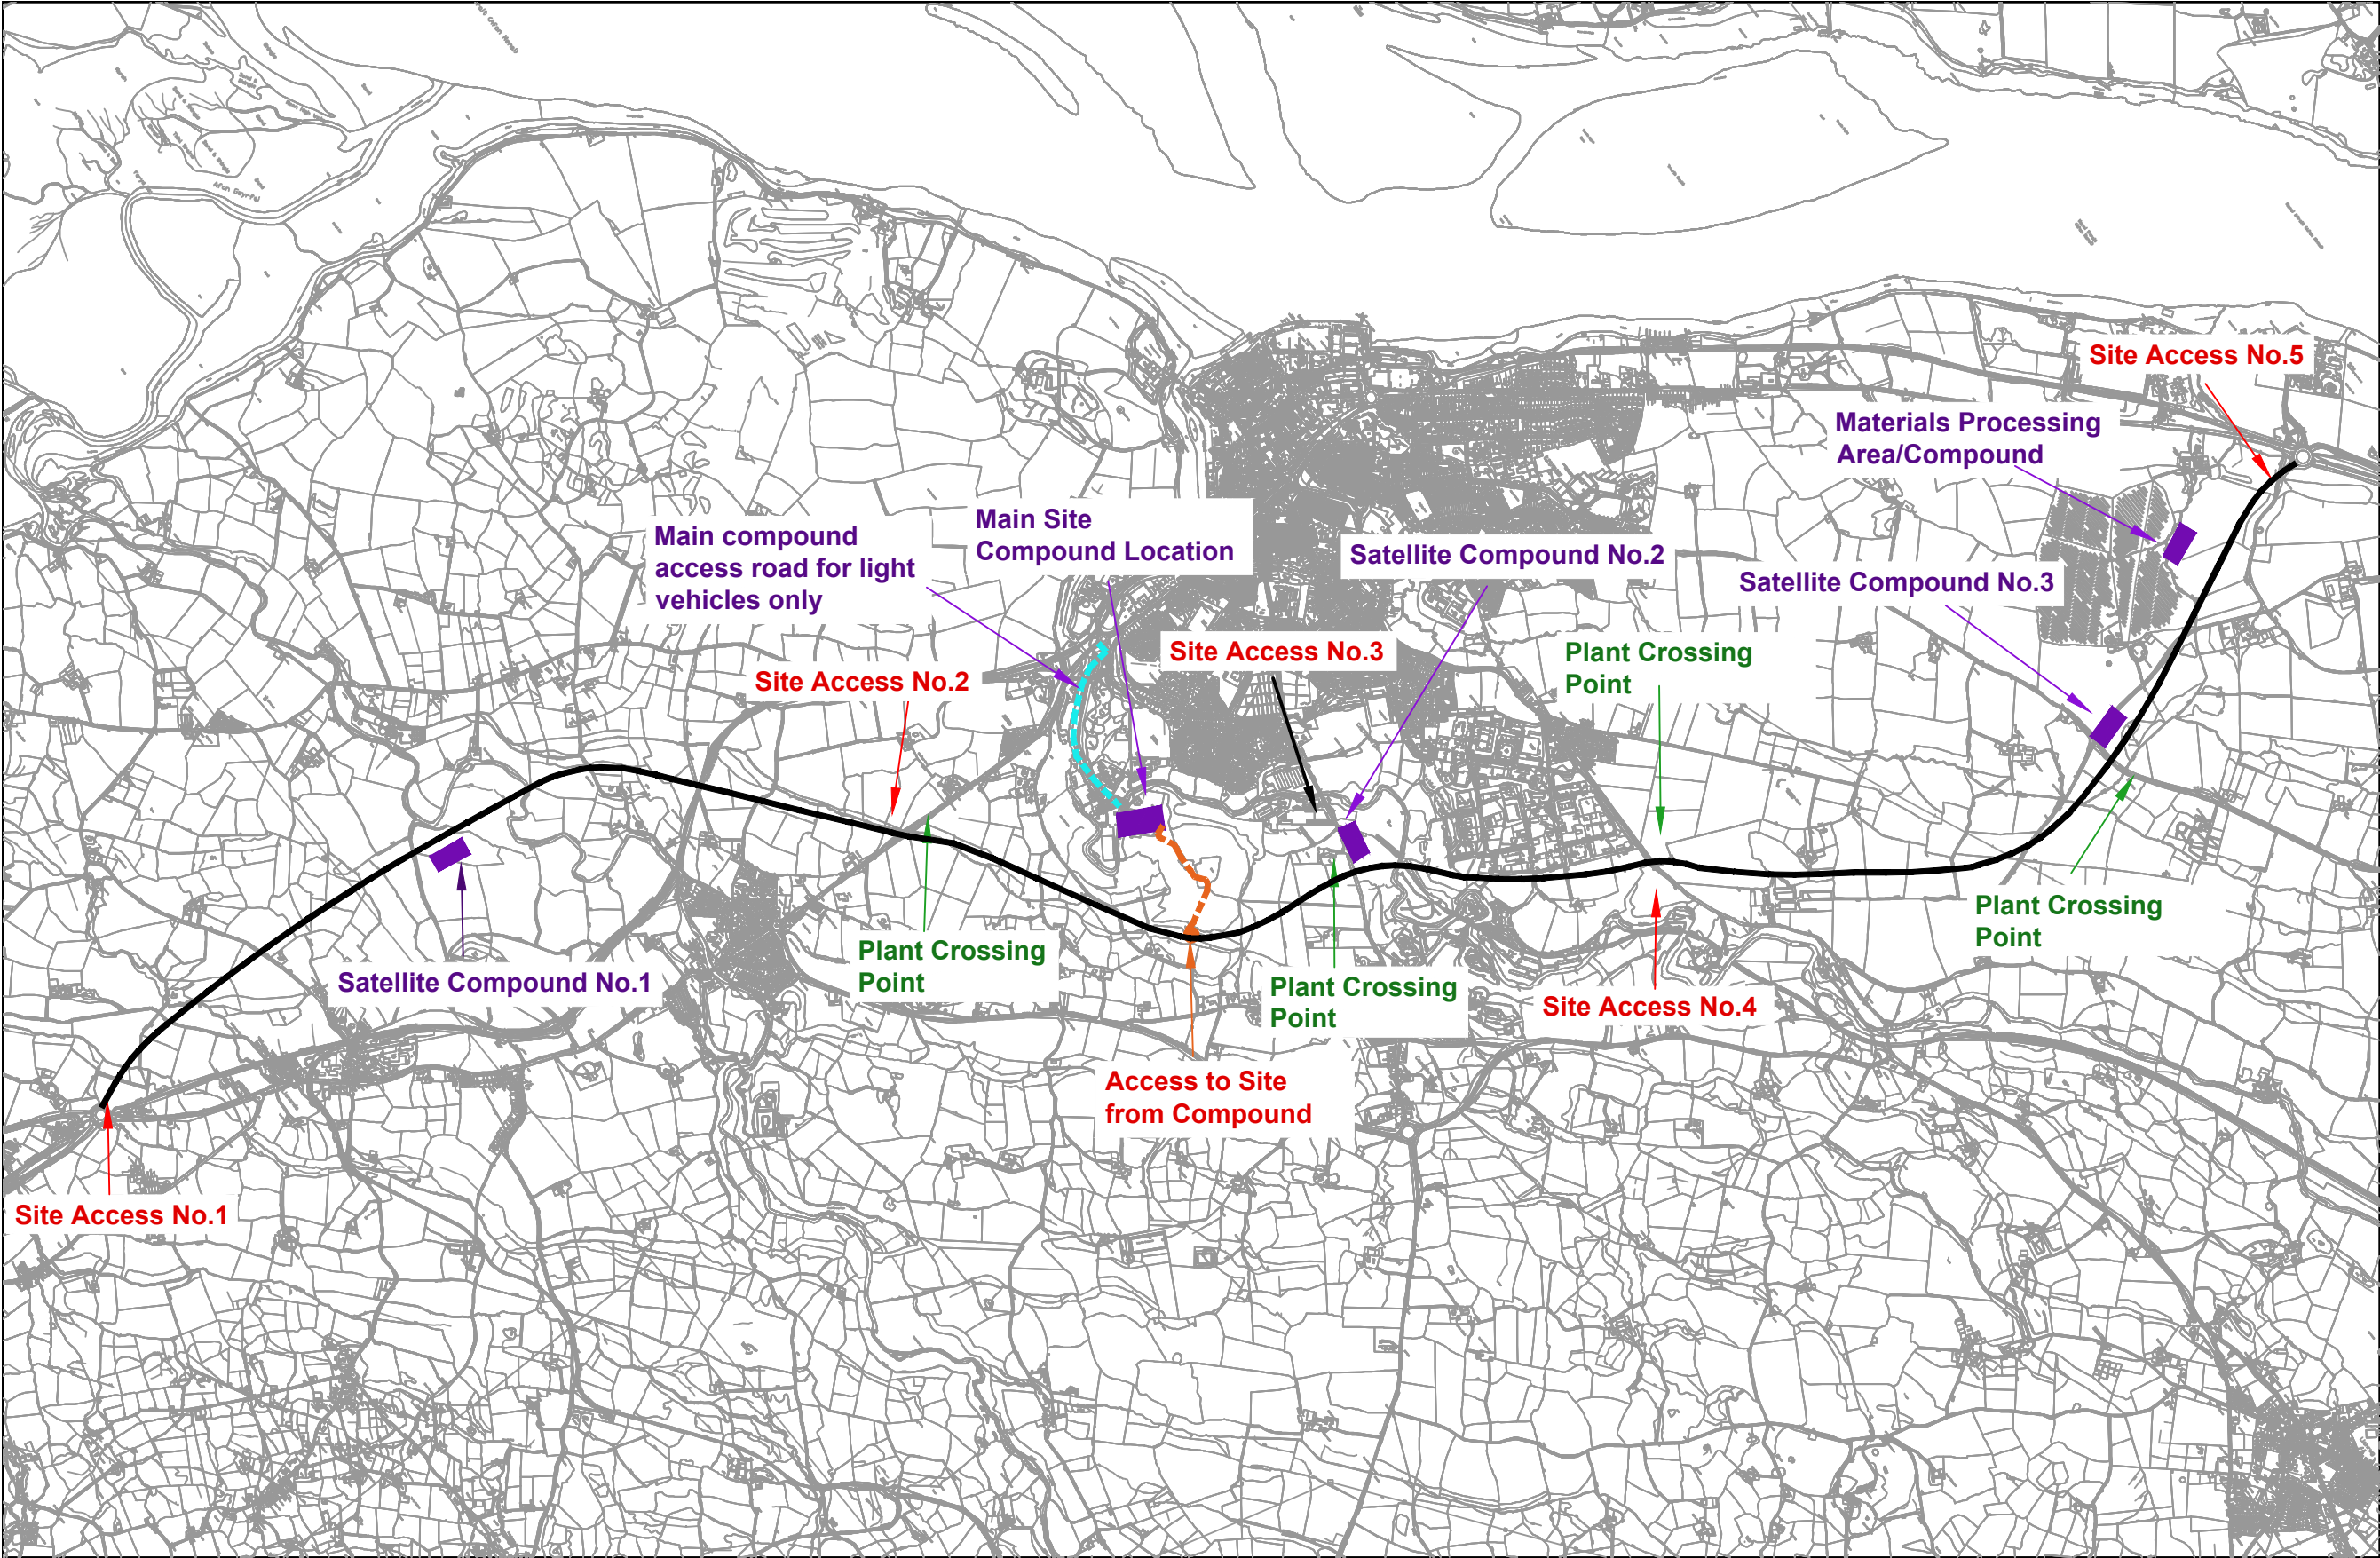 Site Access No.5
Materials Processing
Area/Compound
Main Site
Compound Location
Main compound
access road for light
vehicles only
Satellite Compound No.2
Satellite Compound No.3
Site Access No.3
Plant Crossing
Point
Site Access No.2
Plant Crossing
Point
Plant Crossing
Point
Satellite Compound No.1
Plant Crossing
Point
Site Access No.4
Access to Site
from Compound
Site Access No.1